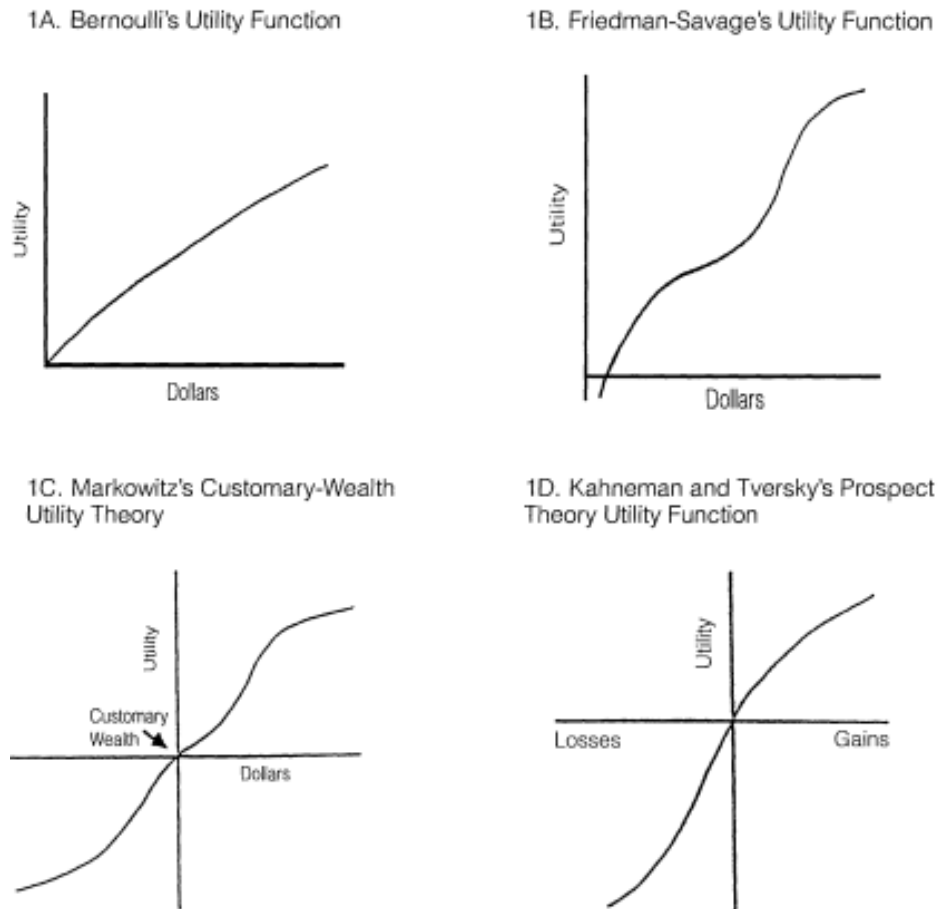 1A. Bernoulli's Utility Function
Utility
Dollars
1B. Friedman-Savage's Utility Function
Utility
Dollars
1C. Markowitz's Customary-Wealth
Utility Theory
Utility
Customary
Wealth
Dollars
1D. Kahneman and Tversky's Prospect
Theory Utility Function
Utility
Losses
Gains